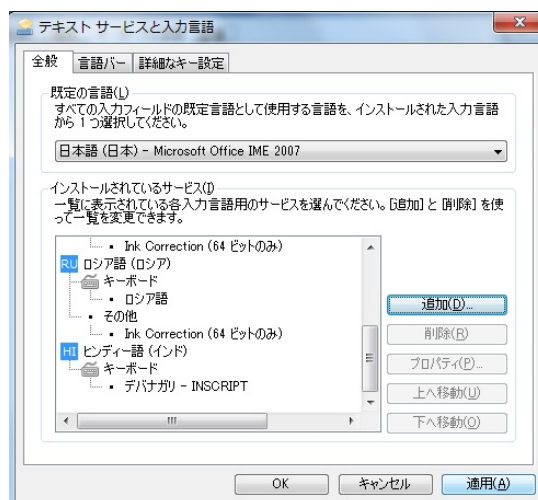 テキスト サービスと入力言語
全般 言語バー 詳細なキー設定
既定の言語(L)
すべての入力フィールドの既定言語として使用する言語を、インストールされた入力言語
から 1 つ選択してください。
日本語 (日本) - Microsoft Office IME 2007
インストールされているサービス(I)
一覧に表示されている各入力言語用のサービスを選んでください。[追加] と [削除] を使
って一覧を変更できます。
Ink Correction (64 ビットのみ)
RU ロシア語 (ロシア)
キーボード
ロシア語
その他
Ink Correction (64 ビットのみ)
HI ヒンディー語 (インド)
キーボード
デバナガリ - INSCRIPT
追加(D)...
削除(R)
プロパティ(P)...
上へ移動(U)
下へ移動(O)
OK キャンセル 適用(A)